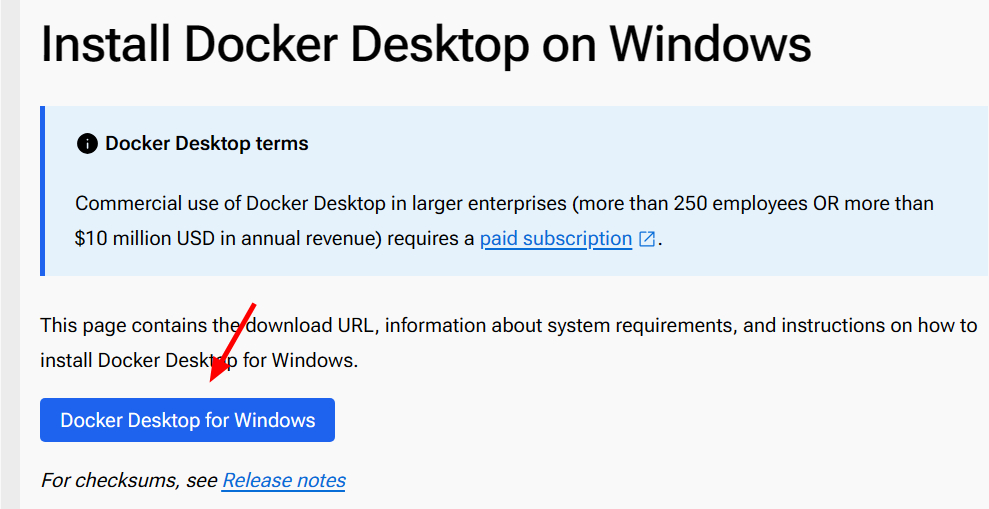 Install Docker Desktop on Windows
Docker Desktop terms
Commercial use of Docker Desktop in larger enterprises (more than 250 employees OR more than
$10 million USD in annual revenue) requires a paid subscription.
This page contains the download URL, information about system requirements, and instructions on how to
install Docker Desktop for Windows.
Docker Desktop for Windows
For checksums, see Release notes